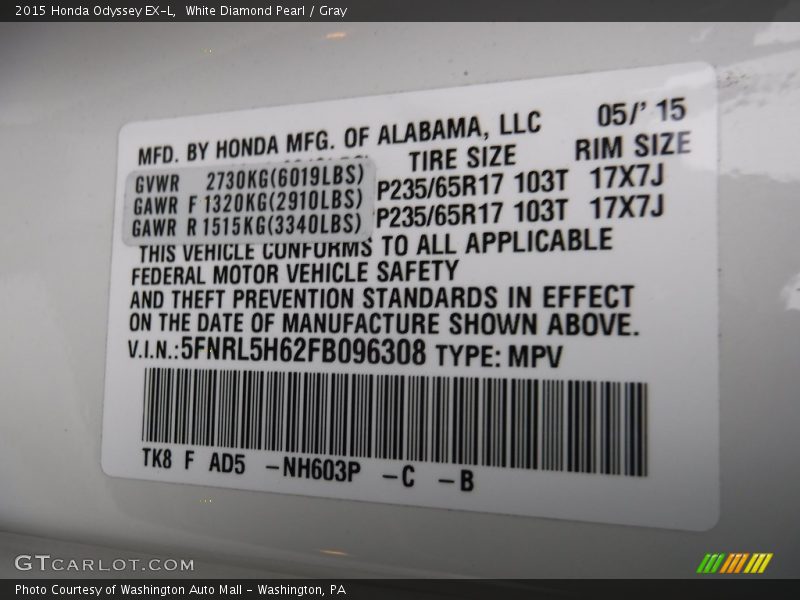 2015 Honda Odyssey EX-L,  White Diamond Pearl / Gray
MFD. BY HONDA MFG. OF ALABAMA, LLC 05/' 15
TIRE SIZE RIM SIZE
GVWR 2730KG(6019LBS)
GAWR F 1320KG(2910LBS) P235/65R17 103T 17X7J
GAWR R 1515KG(3340LBS) P235/65R17 103T 17X7J
THIS VEHICLE CONFORMS TO ALL APPLICABLE
FEDERAL MOTOR VEHICLE SAFETY
AND THEFT PREVENTION STANDARDS IN EFFECT
ON THE DATE OF MANUFACTURE SHOWN ABOVE.
V.I.N.:5FNRL5H62FB096308 TYPE: MPV
TK8 F AD5 -NH603P -C -B
GTCARLOT.COM
Photo Courtesy of Washington Auto Mall - Washington, PA